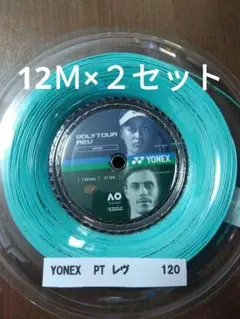 12M×２セット
POLYTOUR
REV
YONEX
AO
YONEX PT レヴ 120